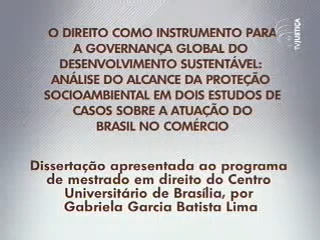 O DIREITO COMO INSTRUMENTO PARA
A GOVERNANÇA GLOBAL DO
DESENVOLVIMENTO SUSTENTÁVEL:
ANÁLISE DO ALCANCE DA PROTEÇÃO
SOCIOAMBIENTAL EM DOIS ESTUDOS DE
CASOS SOBRE A ATUAÇÃO DO
BRASIL NO COMÉRCIO
Dissertação apresentada ao programa
de mestrado em direito do Centro
Universitário de Brasília, por
Gabriela Garcia Batista Lima
TVJUSTIÇA